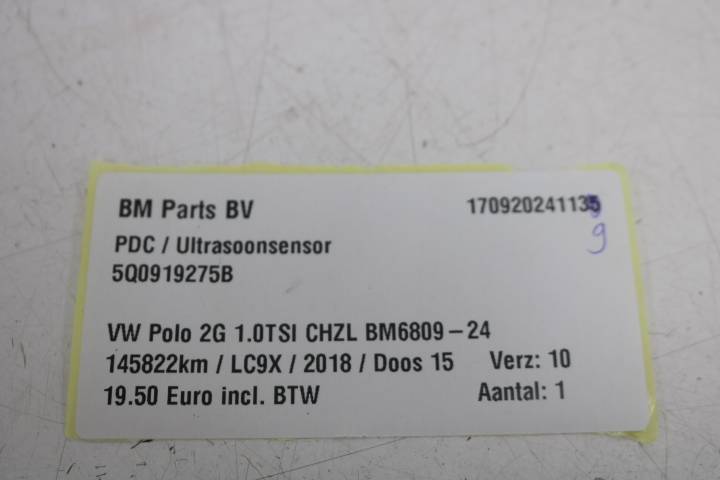 BM Parts BV 170920241135
9
PDC / Ultrasoonsensor
5Q0919275B
VW Polo 2G 1.0TSI CHZL BM6809-24
145822km / LC9X / 2018 / Doos 15 Verz: 10
19.50 Euro incl. BTW Aantal: 1